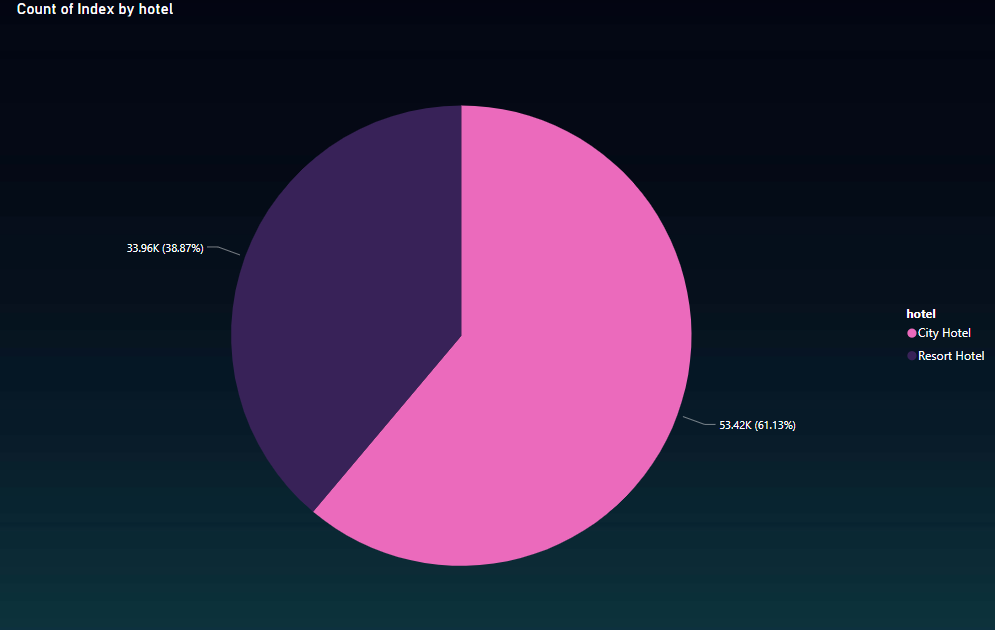 Count of Index by hotel
33.96K (38.87%)
hotel
City Hotel
Resort Hotel
53.42K (61.13%)